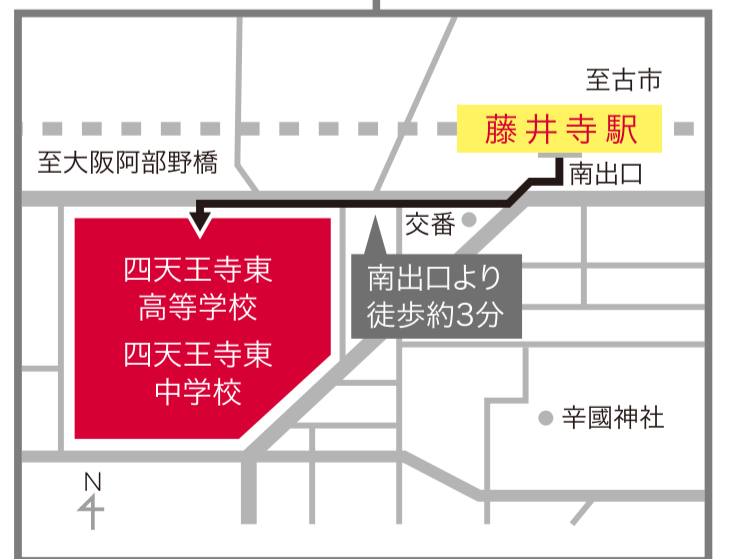 至古市
藤井寺駅
至大阪阿部野橋
南出口
交番
四天王寺東
高等学校
四天王寺東
中学校
南出口より
徒歩約3分
辛國神社
N